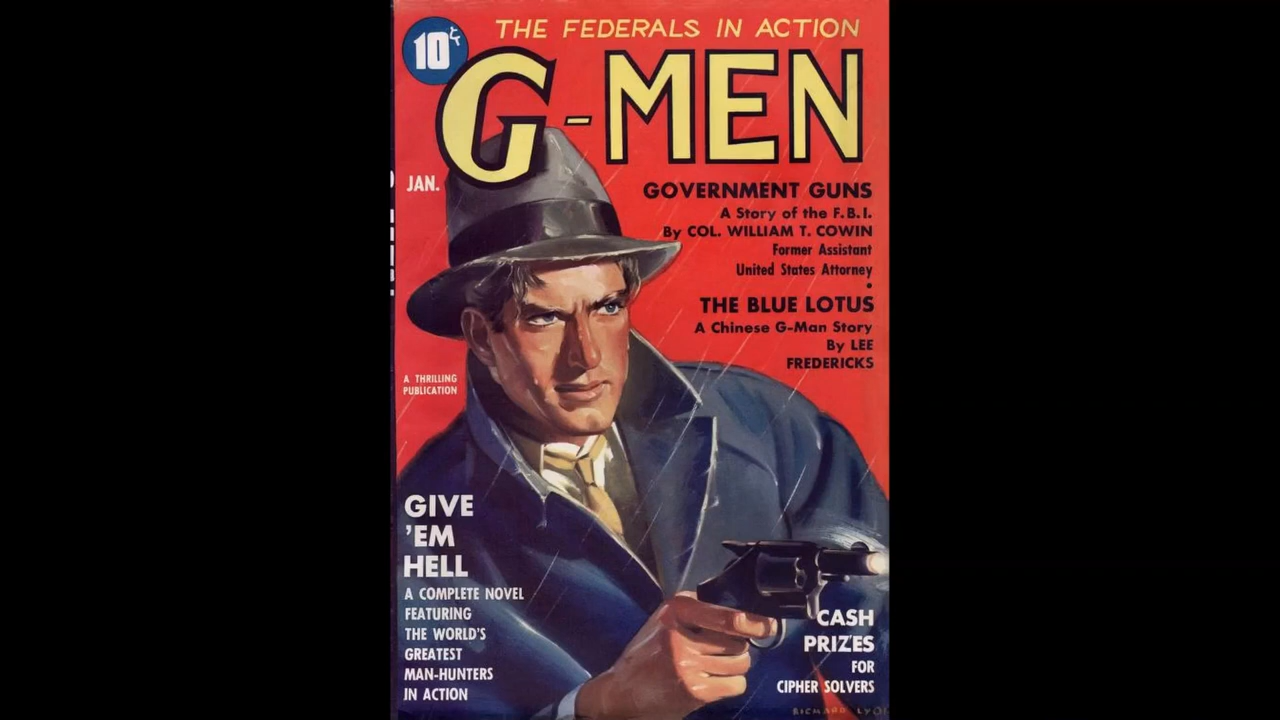 THE FEDERALS IN ACTION
10¢
G-MEN
JAN.
GOVERNMENT GUNS
A Story of the F.B.I.
By COL. WILLIAM T. COWIN
Former Assistant
United States Attorney
•
THE BLUE LOTUS
A Chinese G-Man Story
By LEE
FREDERICKS
A THRILLING
PUBLICATION
GIVE
'EM
HELL
A COMPLETE NOVEL
FEATURING
THE WORLD'S
GREATEST
MAN-HUNTERS
IN ACTION
CASH
PRIZES
FOR
CIPHER SOLVERS
RICHARD LYON